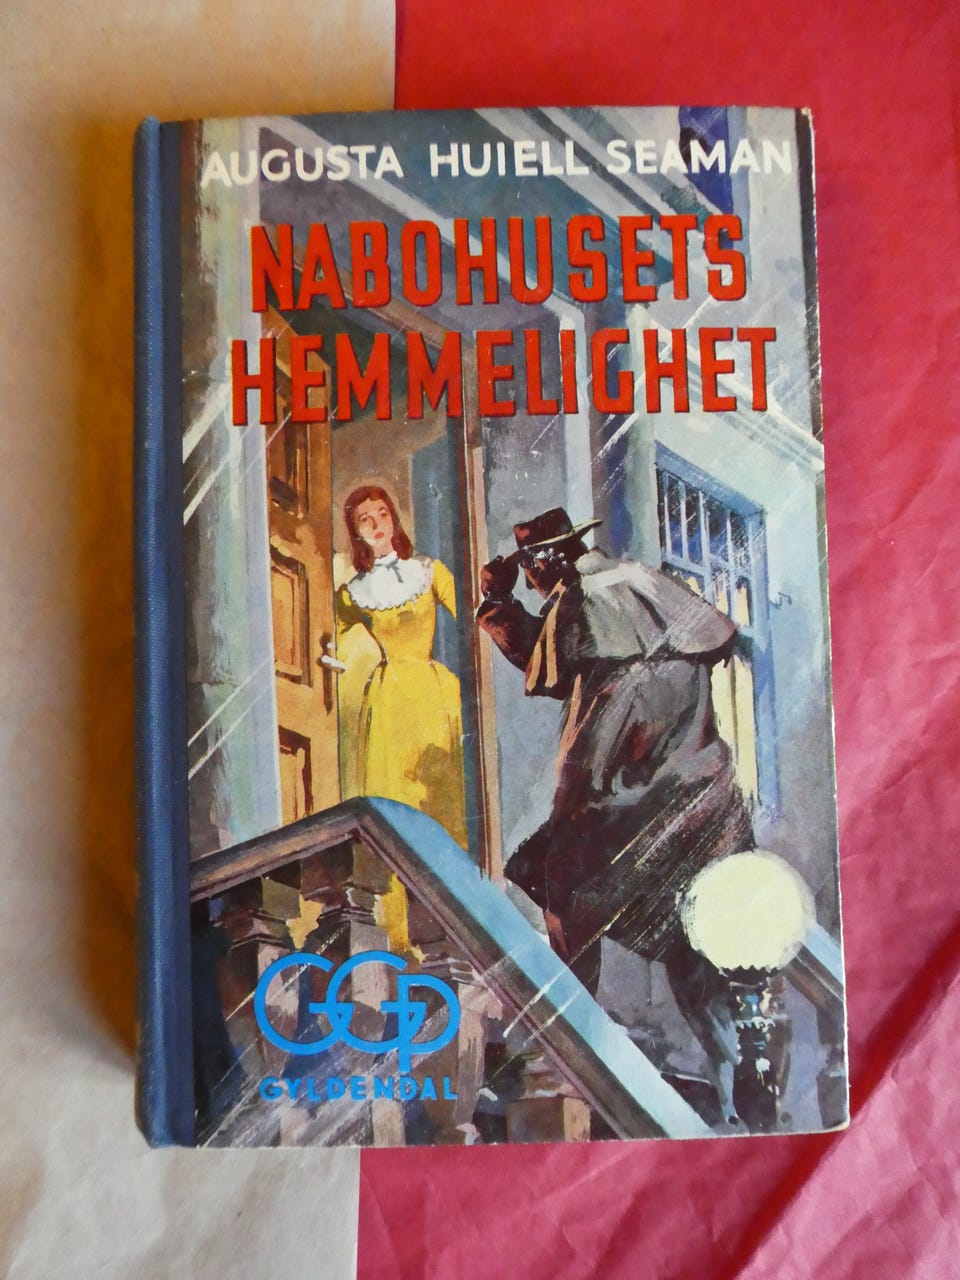 AUGUSTA HUIELL SEAMAN
NABOHUSETS
HEMMELIGHET
GGP
GYLDENDAL